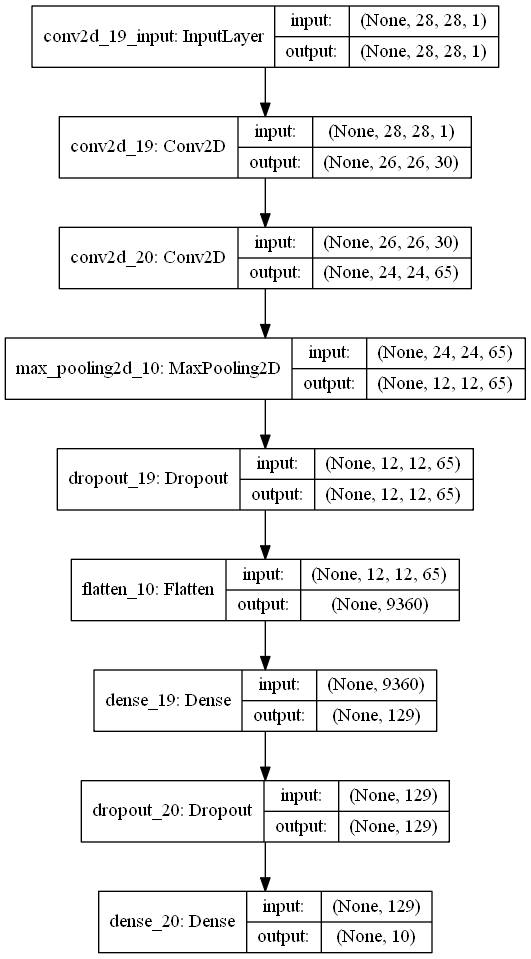 conv2d_19_input: InputLayer input: (None, 28, 28, 1)
output: (None, 28, 28, 1)
conv2d_19: Conv2D input: (None, 28, 28, 1)
output: (None, 26, 26, 30)
conv2d_20: Conv2D input: (None, 26, 26, 30)
output: (None, 24, 24, 65)
max_pooling2d_10: MaxPooling2D input: (None, 24, 24, 65)
output: (None, 12, 12, 65)
dropout_19: Dropout input: (None, 12, 12, 65)
output: (None, 12, 12, 65)
flatten_10: Flatten input: (None, 12, 12, 65)
output: (None, 9360)
dense_19: Dense input: (None, 9360)
output: (None, 129)
dropout_20: Dropout input: (None, 129)
output: (None, 129)
dense_20: Dense input: (None, 129)
output: (None, 10)